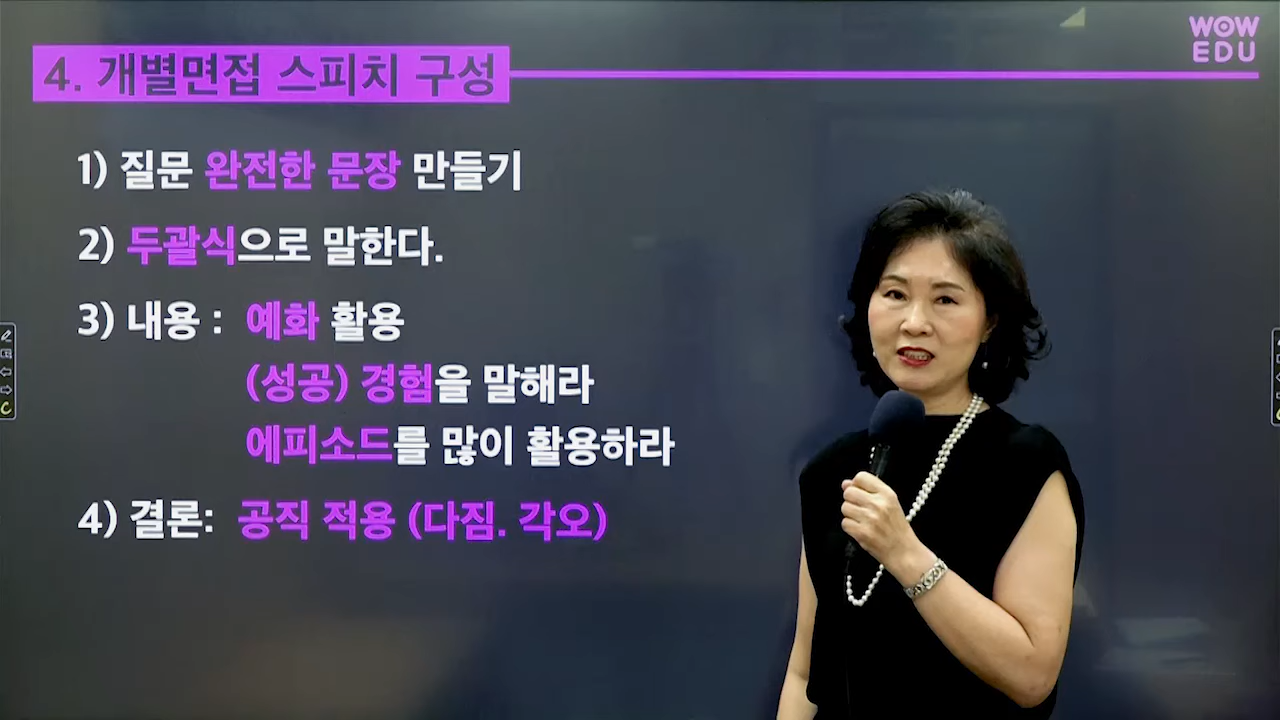 WOW
EDU
4. 개별면접 스피치 구성
1) 질문 완전한 문장 만들기
2) 두괄식으로 말한다.
3) 내용 : 예화 활용
(성공) 경험을 말해라
에피소드를 많이 활용하라
4) 결론: 공직 적용 (다짐. 각오)